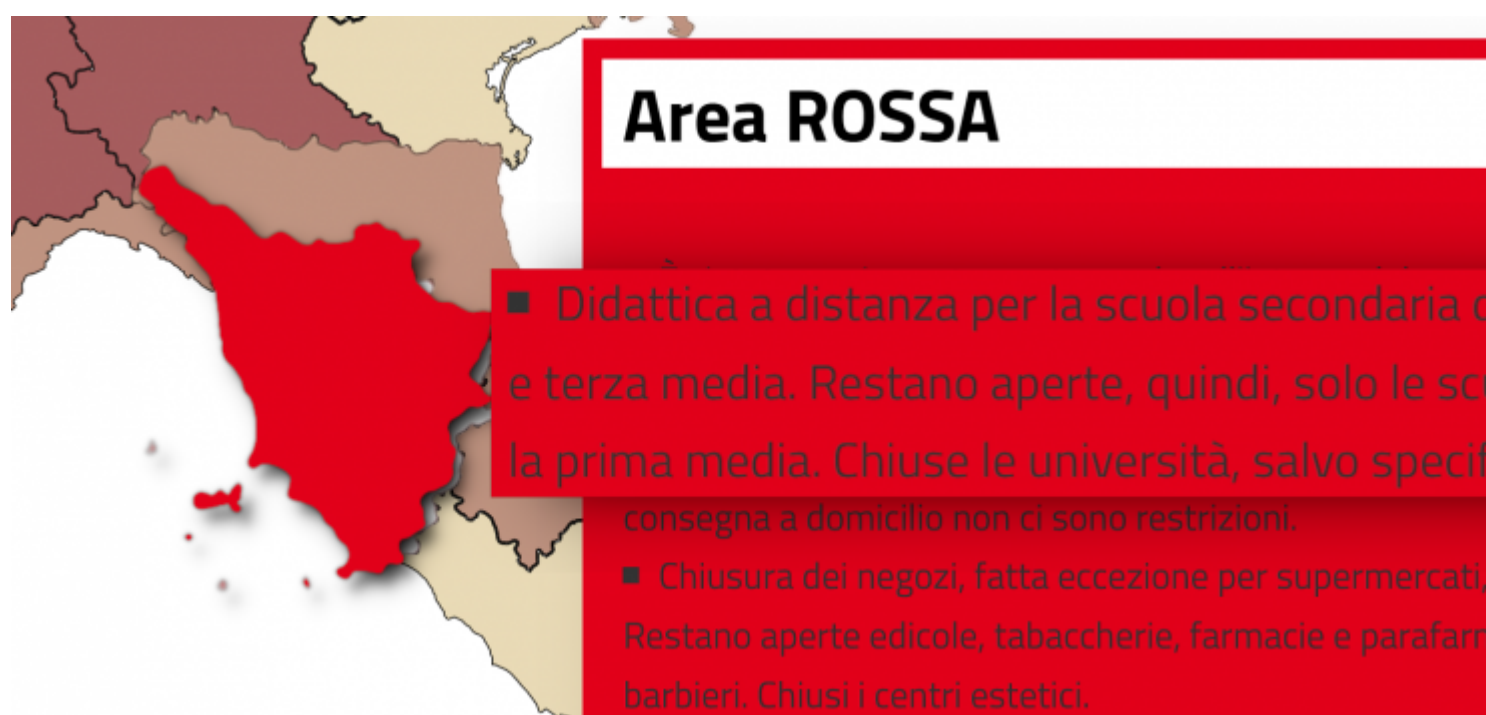 Area ROSSA
▪ Didattica a distanza per la scuola secondaria
e terza media. Restano aperte, quindi, solo le
la prima media. Chiuse le università, salvo
consegna a domicilio non ci sono restrizioni.
▪ Chiusura dei negozi, fatta eccezione per supermercati,
Restano aperte edicole, tabaccherie, farmacie e
barbieri. Chiusi i centri estetici.